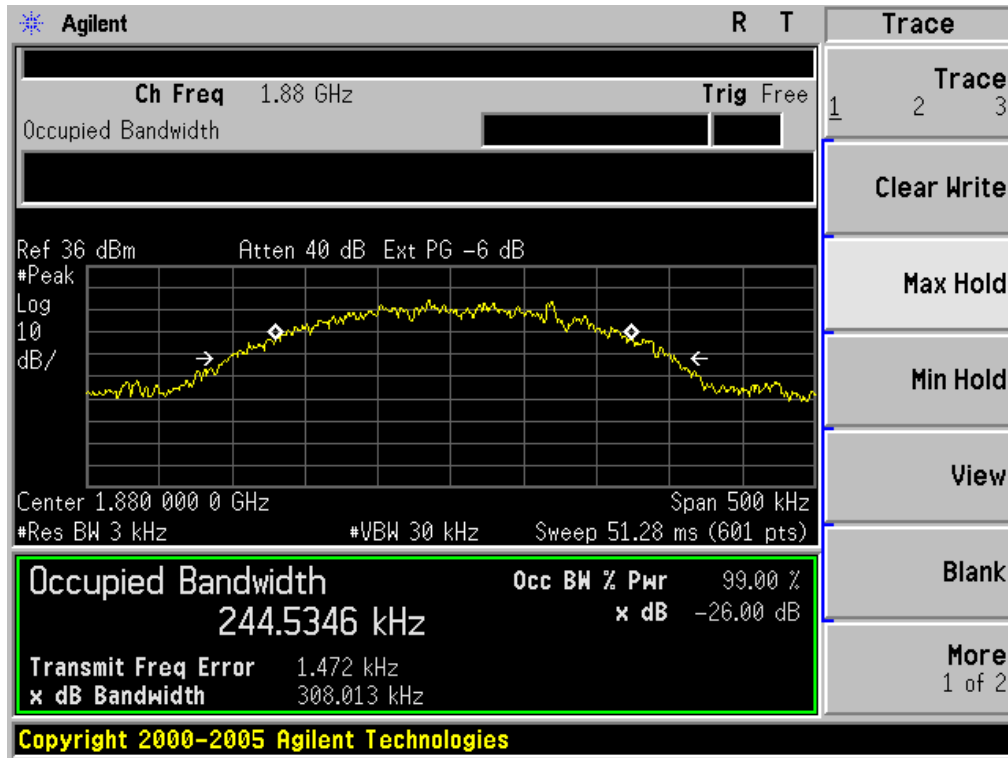 Agilent R T
Ch Freq 1.88 GHz Trig Free
Occupied Bandwidth
Ref 36 dBm Atten 40 dB Ext PG -6 dB
#Peak
Log
10
dB/
Center 1.880 000 0 GHz Span 500 kHz
#Res BW 3 kHz #VBW 30 kHz Sweep 51.28 ms (601 pts)
Occupied Bandwidth
244.5346 kHz
Occ BW % Pwr 99.00 %
x dB -26.00 dB
Transmit Freq Error 1.472 kHz
x dB Bandwidth 308.013 kHz
Copyright 2000-2005 Agilent Technologies
Trace
Trace
1 2 3
Clear Write
Max Hold
Min Hold
View
Blank
More
1 of 2